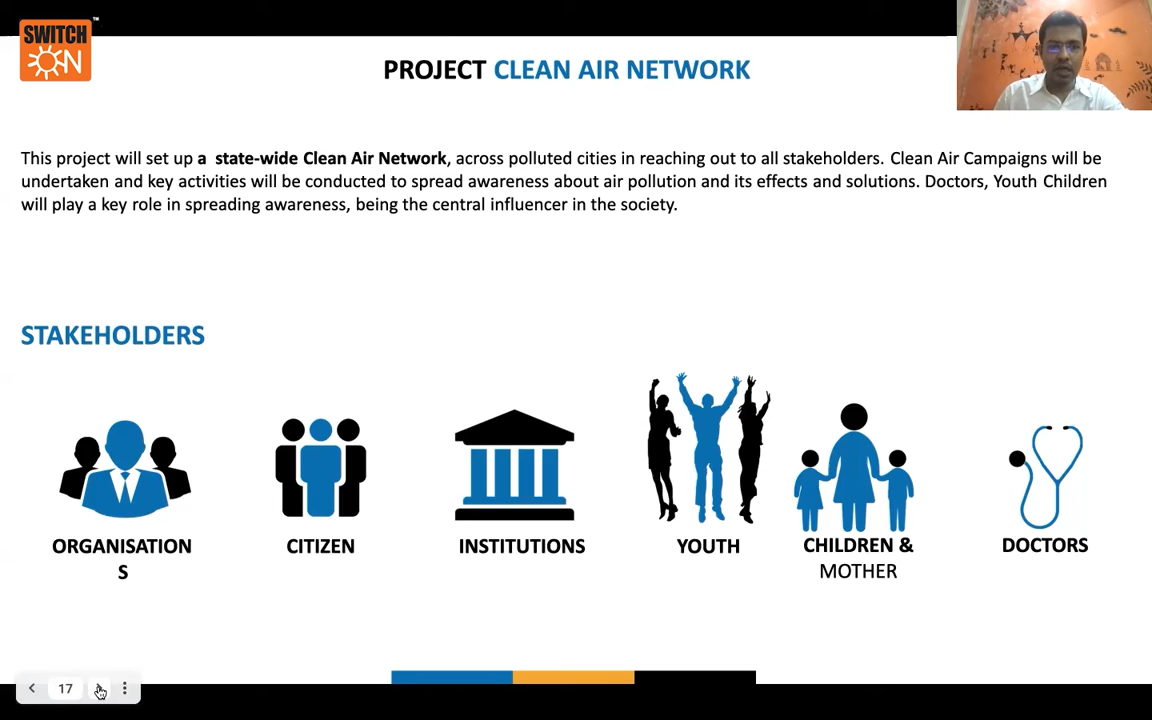 SWITCH
ON
™
PROJECT CLEAN AIR NETWORK
This project will set up a state-wide Clean Air Network, across polluted cities in reaching out to all stakeholders. Clean Air Campaigns will be
undertaken and key activities will be conducted to spread awareness about air pollution and its effects and solutions. Doctors, Youth Children
will play a key role in spreading awareness, being the central influencer in the society.
STAKEHOLDERS
ORGANISATION
S
CITIZEN
INSTITUTIONS
YOUTH
CHILDREN &
MOTHER
DOCTORS
17